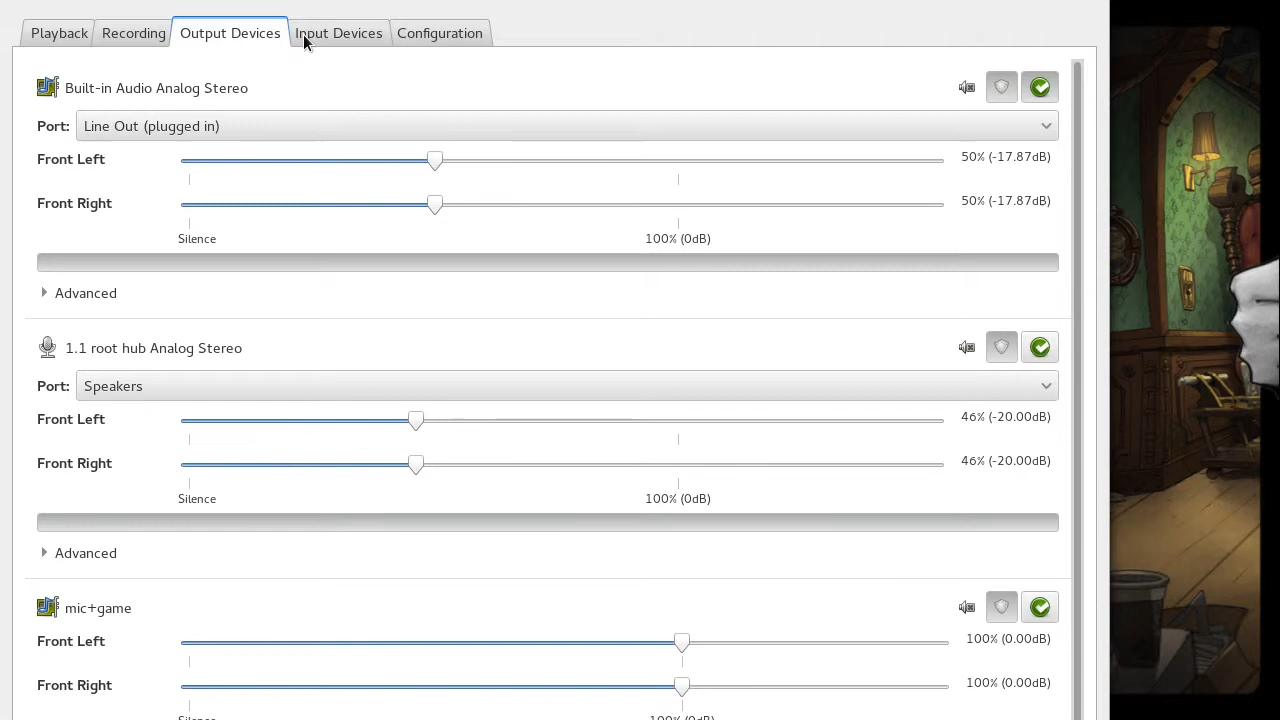 Playback Recording Output Devices Input Devices Configuration
Built-in Audio Analog Stereo
Port: Line Out (plugged in)
Front Left 50% (-17.87dB)
Front Right 50% (-17.87dB)
Silence 100% (0dB)
Advanced
1.1 root hub Analog Stereo
Port: Speakers
Front Left 46% (-20.00dB)
Front Right 46% (-20.00dB)
Silence 100% (0dB)
Advanced
mic+game
Front Left 100% (0.00dB)
Front Right 100% (0.00dB)
Silence 100% (0dB)